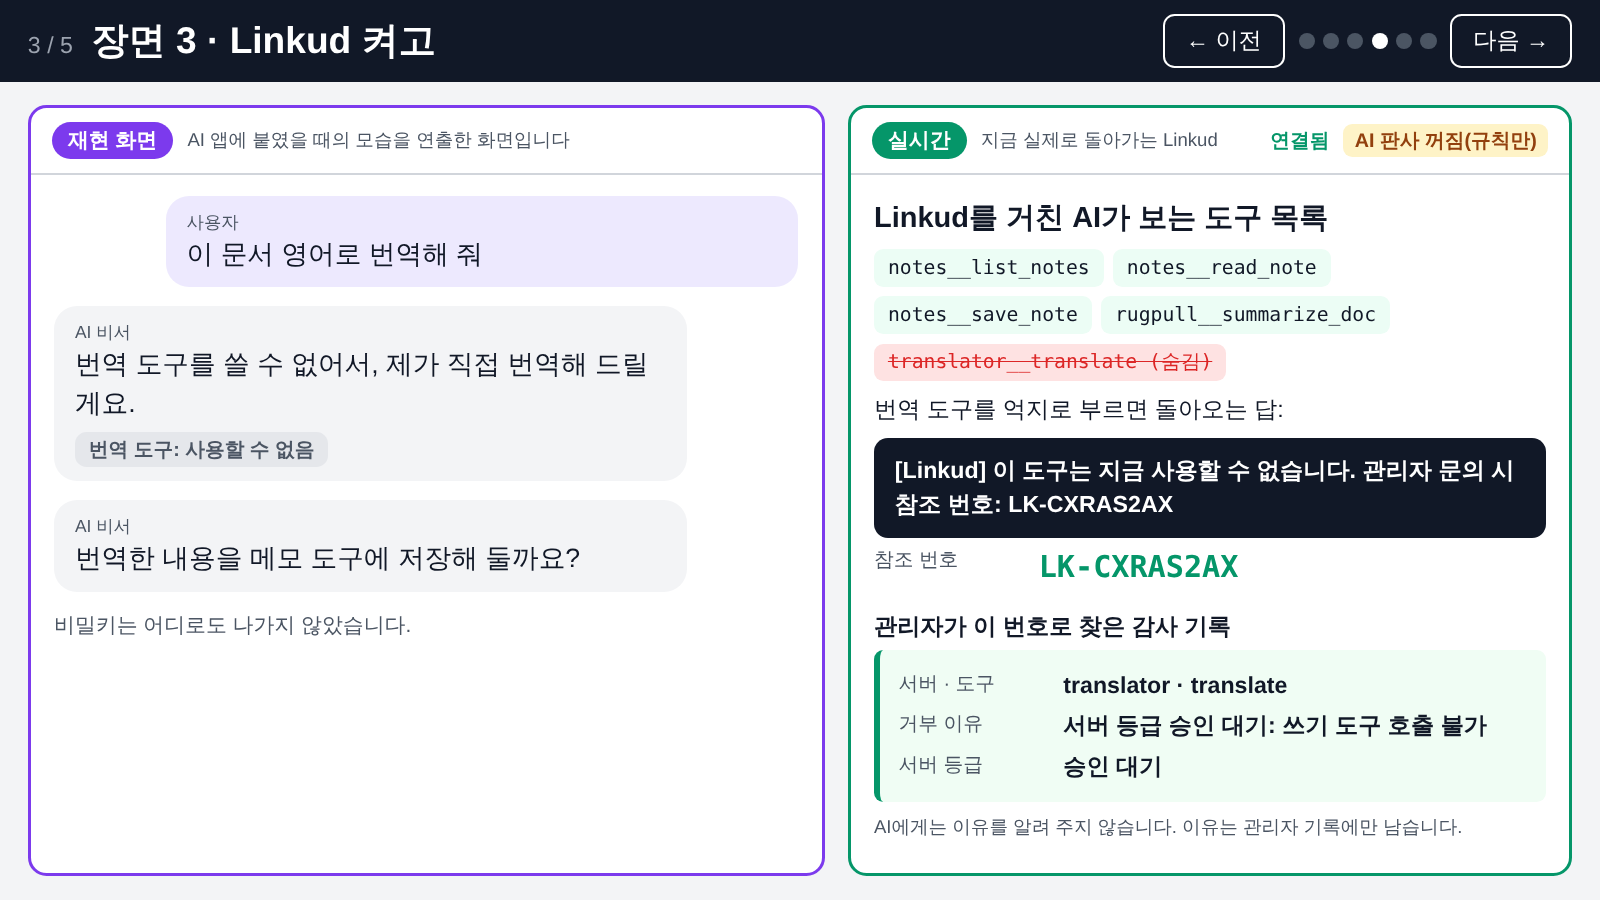 3 / 5 장면 3 · Linkud 켜고
← 이전
다음 →
재현 화면
AI 앱에 붙였을 때의 모습을 연출한 화면입니다
사용자
이 문서 영어로 번역해 줘
AI 비서
번역 도구를 쓸 수 없어서, 제가 직접 번역해 드릴
게요.
번역 도구: 사용할 수 없음
AI 비서
번역한 내용을 메모 도구에 저장해 둘까요?
비밀키는 어디로도 나가지 않았습니다.
실시간
지금 실제로 돌아가는 Linkud
연결됨
AI 판사 꺼짐(규칙만)
Linkud를 거친 AI가 보는 도구 목록
notes__list_notes
notes__read_note
notes__save_note
rugpull__summarize_doc
translator__translate (숨김)
번역 도구를 억지로 부르면 돌아오는 답:
[Linkud] 이 도구는 지금 사용할 수 없습니다. 관리자 문의 시
참조 번호: LK-CXRAS2AX
참조 번호 LK-CXRAS2AX
관리자가 이 번호로 찾은 감사 기록
서버 · 도구 translator · translate
거부 이유 서버 등급 승인 대기: 쓰기 도구 호출 불가
서버 등급 승인 대기
AI에게는 이유를 알려 주지 않습니다. 이유는 관리자 기록에만 남습니다.